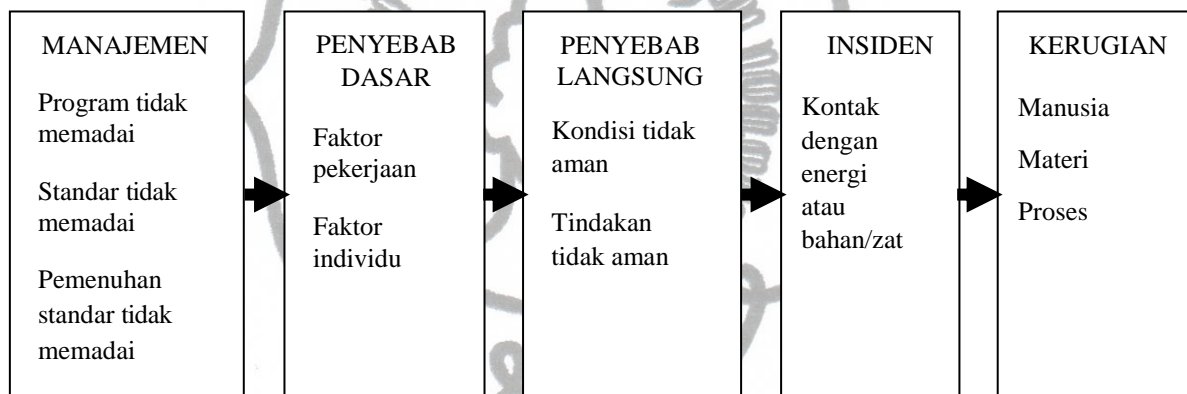 MANAJEMEN
Program tidak
memadai
Standar tidak
memadai
Pemenuhan
standar tidak
memadai
PENYEBAB
DASAR
Faktor
pekerjaan
Faktor
individu
PENYEBAB
LANGSUNG
Kondisi tidak
aman
Tindakan
tidak aman
INSIDEN
Kontak
dengan
energi
atau
bahan/zat
KERUGIAN
Manusia
Materi
Proses